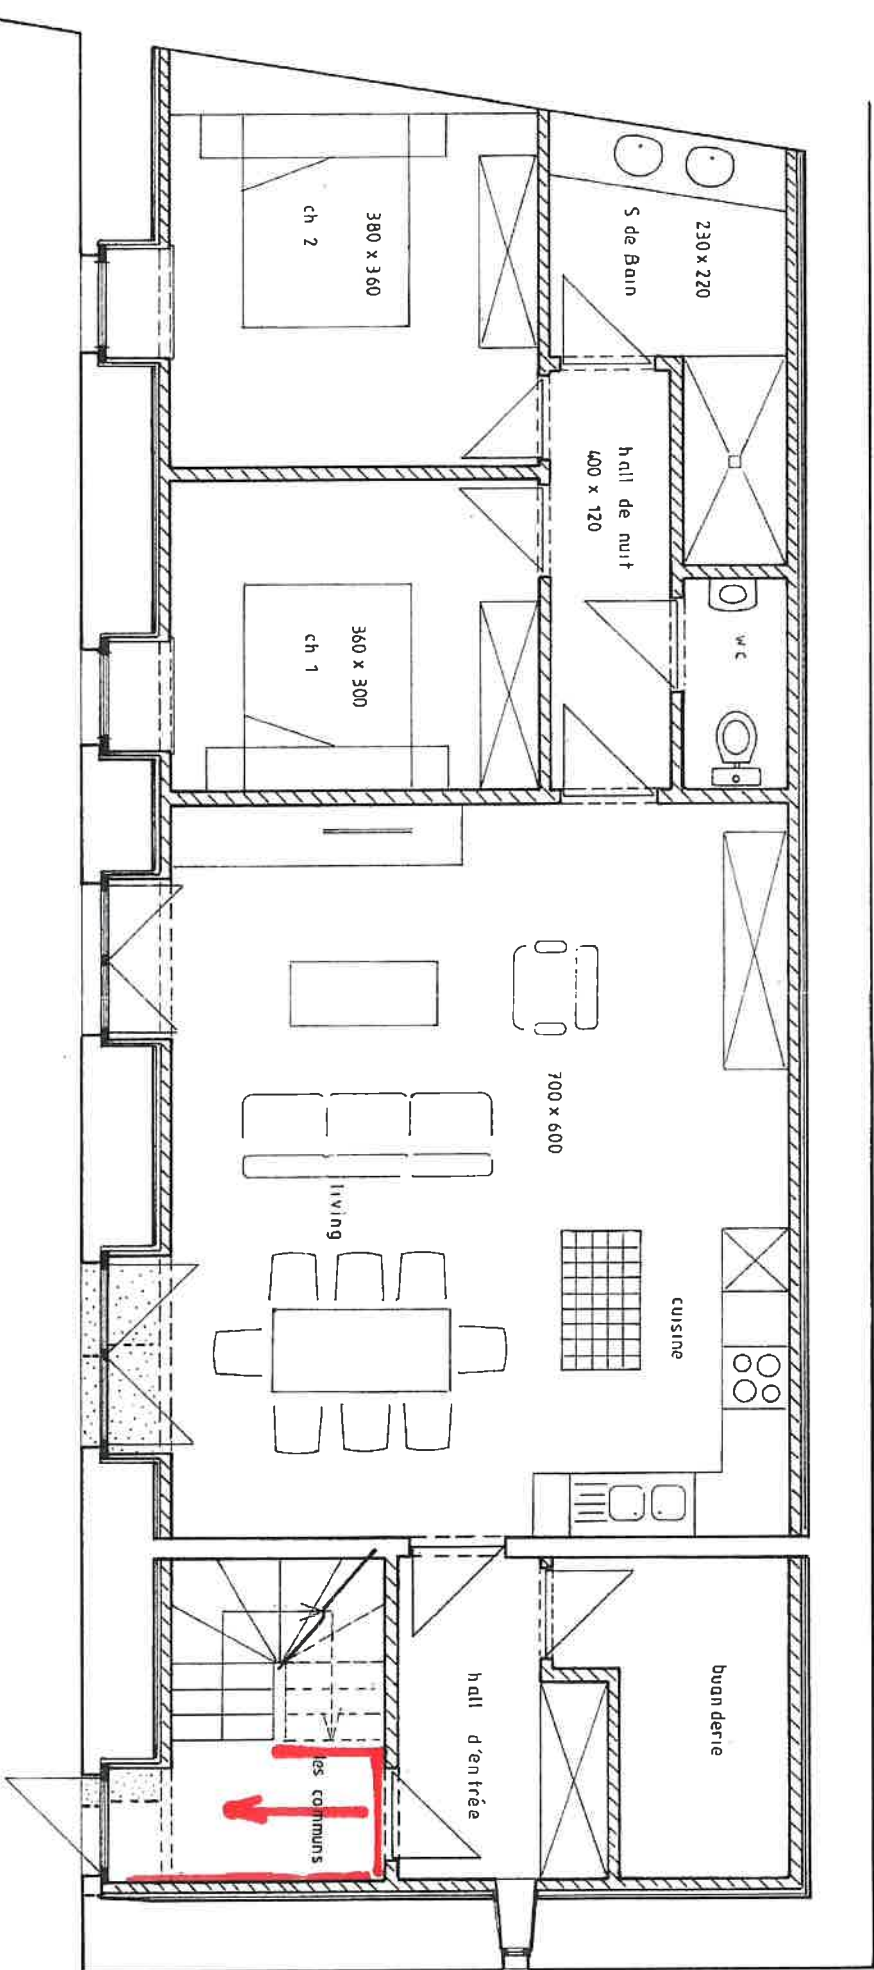 230 x 220
S de Bain
380 x 360
ch 2
hall de nuit
400 x 120
wc
360 x 300
ch 1
700 x 600
living
cuisine
buanderie
hall d'entrée
les communs